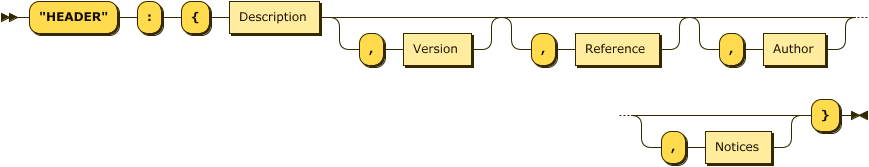 "HEADER" : { Description
, Version , Reference , Author
}
, Notices